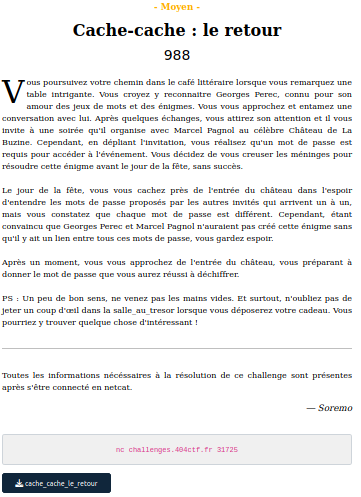 - Moyen -
Cache-cache : le retour
988
Vous poursuivez votre chemin dans le café littéraire lorsque vous remarquez une
table intrigante. Vous croyez y reconnaitre Georges Perec, connu pour son
amour des jeux de mots et des énigmes. Vous vous approchez et entamez une
conversation avec lui. Après quelques échanges, vous attirez son attention et il vous
invite à une soirée qu'il organise avec Marcel Pagnol au célèbre Château de La
Buzine. Cependant, en dépliant l'invitation, vous réalisez qu'un mot de passe est
requis pour accéder à l'événement. Vous décidez de vous creuser les méninges pour
résoudre cette énigme avant le jour de la fête, sans succès.
Le jour de la fête, vous vous cachez près de l'entrée du château dans l'espoir
d'entendre les mots de passe proposés par les autres invités qui arrivent un à un,
mais vous constatez que chaque mot de passe est différent. Cependant, étant
convaincu que Georges Perec et Marcel Pagnol n'auraient pas créé cette énigme sans
qu'il y ait un lien entre tous ces mots de passe, vous gardez espoir.
Après un moment, vous vous approchez de l'entrée du château, vous préparant à
donner le mot de passe que vous aurez réussi à déchiffrer.
PS : Un peu de bon sens, ne venez pas les mains vides. Et surtout, n'oubliez pas de
jeter un coup d'œil dans la salle_au_tresor lorsque vous déposerez votre cadeau. Vous
pourriez y trouver quelque chose d'intéressant !
Toutes les informations nécéssaires à la résolution de ce challenge sont présentes
après s'être connecté en netcat.
— Soremo
nc challenges.404ctf.fr 31725
cache_cache_le_retour